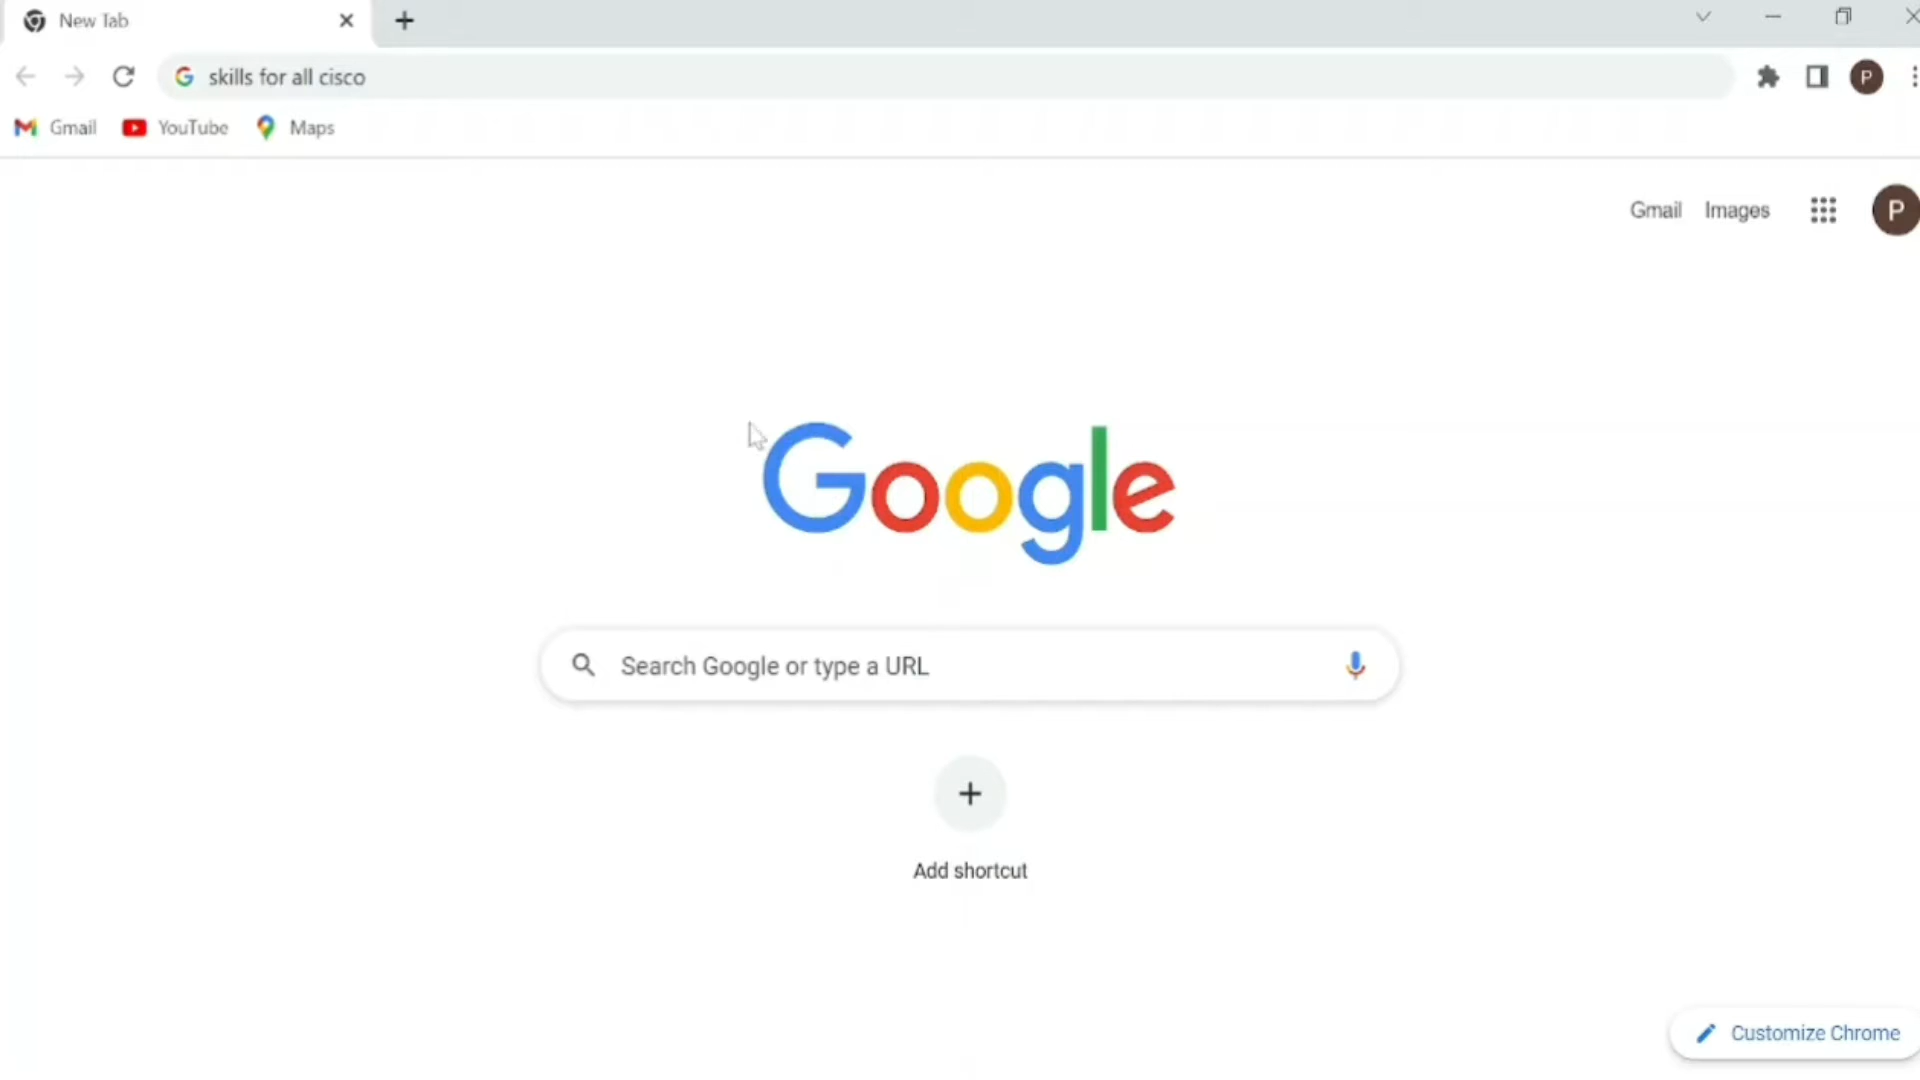 New Tab
skills for all cisco
P
Gmail YouTube Maps
Gmail Images P
Google
Search Google or type a URL
Add shortcut
Customize Chrome